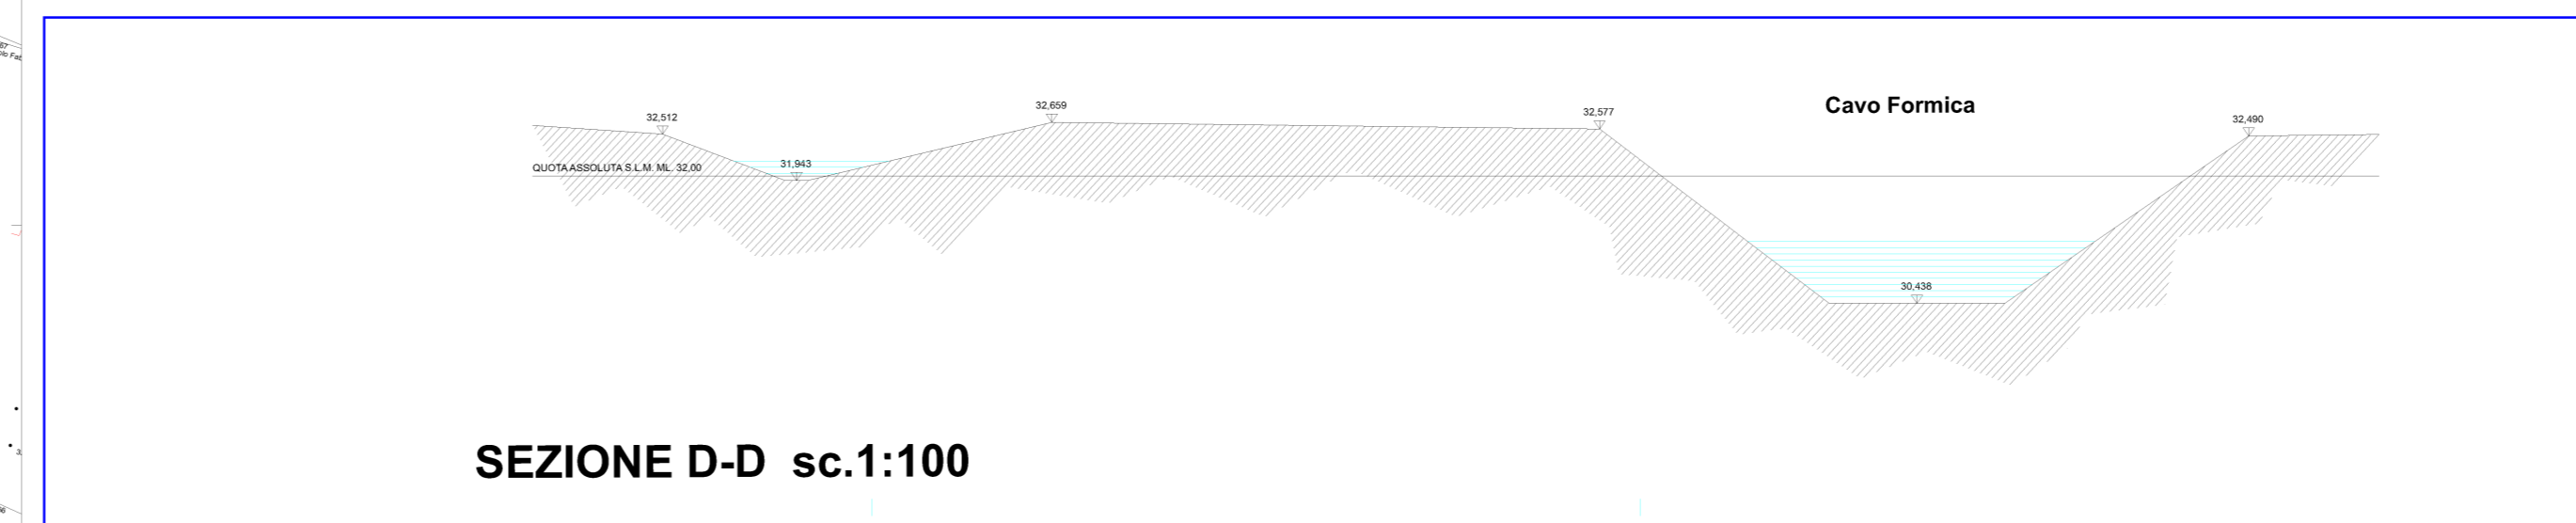 32,659
32,577
Cavo Formica
32,512
32,490
31,943
QUOTA ASSOLUTA S.L.M. ML. 32,00
30,438
SEZIONE D-D sc.1:100